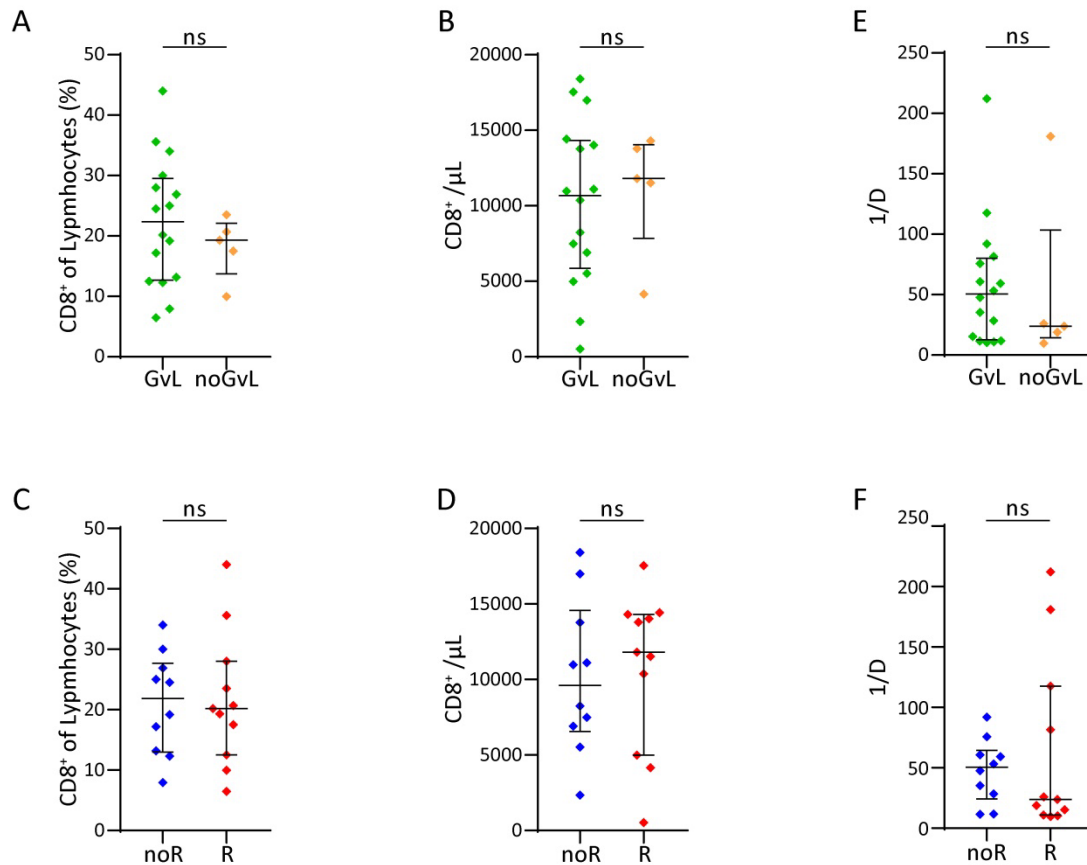 A
ns
CD8⁺ of Lypmhocytes (%)
50
40
30
20
10
0
GvL noGvL
B
ns
CD8⁺ /µL
20000
15000
10000
5000
0
GvL noGvL
E
ns
1/D
250
200
150
100
50
0
GvL noGvL
C
ns
CD8⁺ of Lypmhocytes (%)
50
40
30
20
10
0
noR R
D
ns
CD8⁺ /µL
20000
15000
10000
5000
0
noR R
F
ns
1/D
250
200
150
100
50
0
noR R